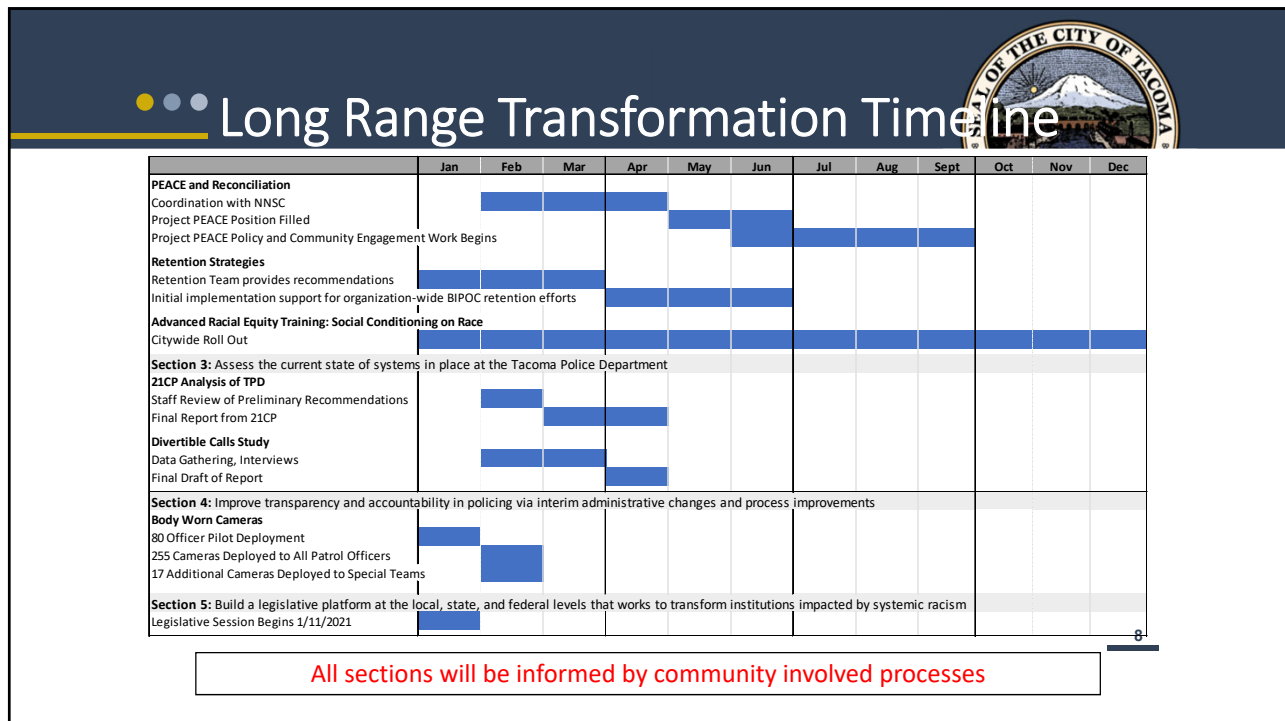 SEAL OF THE CITY OF TACOMA
Long Range Transformation Timeline
Jan Feb Mar Apr May Jun Jul Aug Sept Oct Nov Dec
PEACE and Reconciliation
Coordination with NNSC
Project PEACE Position Filled
Project PEACE Policy and Community Engagement Work Begins
Retention Strategies
Retention Team provides recommendations
Initial implementation support for organization-wide BIPOC retention efforts
Advanced Racial Equity Training: Social Conditioning on Race
Citywide Roll Out
Section 3: Assess the current state of systems in place at the Tacoma Police Department
21CP Analysis of TPD
Staff Review of Preliminary Recommendations
Final Report from 21CP
Divertible Calls Study
Data Gathering, Interviews
Final Draft of Report
Section 4: Improve transparency and accountability in policing via interim administrative changes and process improvements
Body Worn Cameras
80 Officer Pilot Deployment
255 Cameras Deployed to All Patrol Officers
17 Additional Cameras Deployed to Special Teams
Section 5: Build a legislative platform at the local, state, and federal levels that works to transform institutions impacted by systemic racism
Legislative Session Begins 1/11/2021
8
All sections will be informed by community involved processes